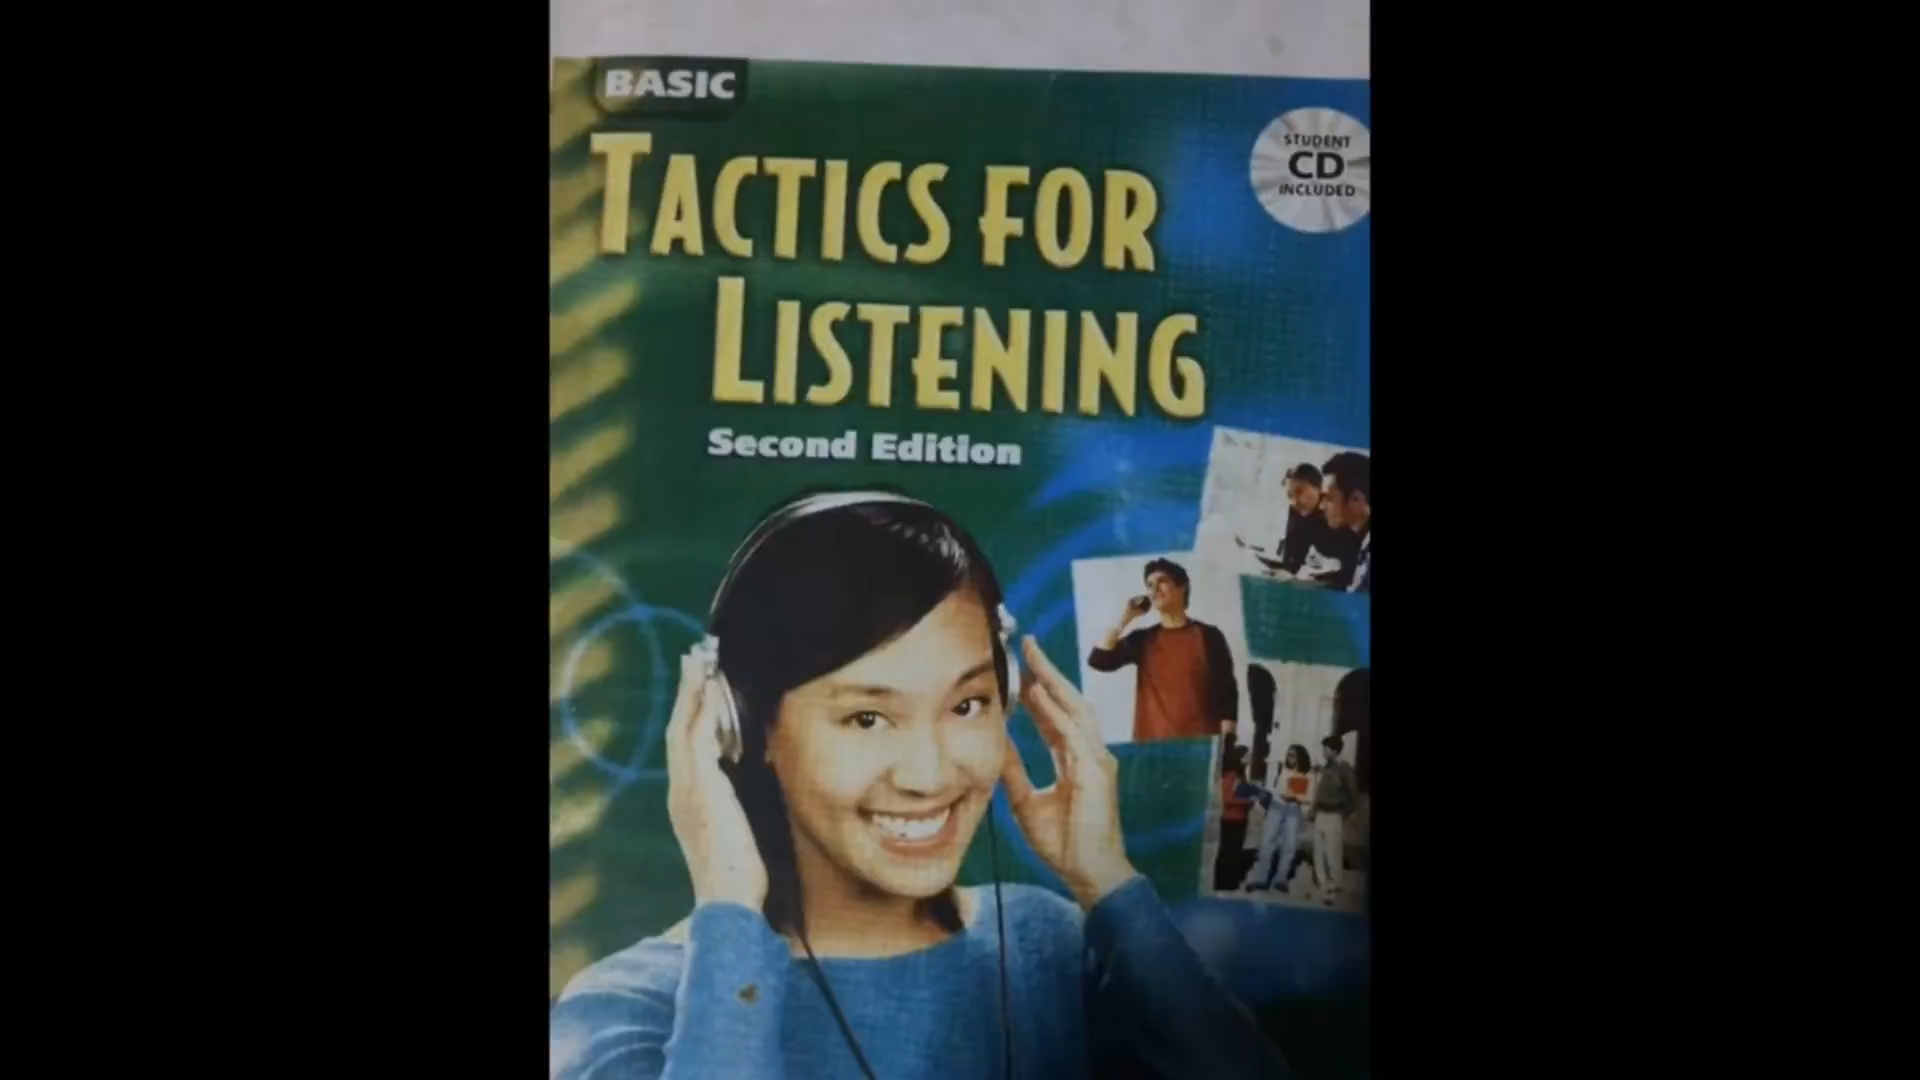 BASIC
TACTICS FOR
LISTENING
Second Edition
STUDENT
CD
INCLUDED